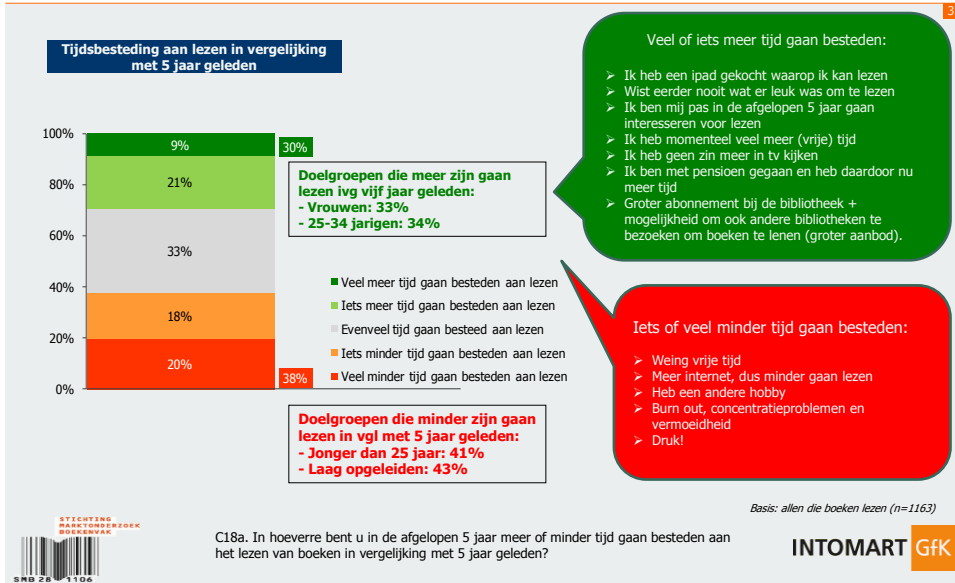 3
Tijdsbesteding aan lezen in vergelijking
met 5 jaar geleden
100%
80%
60%
40%
20%
0%
9%
21%
33%
18%
20%
30%
38%
Doelgroepen die meer zijn gaan
lezen ivg vijf jaar geleden:
- Vrouwen: 33%
- 25-34 jarigen: 34%
Veel meer tijd gaan besteden aan lezen
Iets meer tijd gaan besteden aan lezen
Evenveel tijd gaan besteed aan lezen
Iets minder tijd gaan besteden aan lezen
Veel minder tijd gaan besteden aan lezen
Doelgroepen die minder zijn gaan
lezen in vgl met 5 jaar geleden:
- Jonger dan 25 jaar: 41%
- Laag opgeleiden: 43%
Veel of iets meer tijd gaan besteden:
➢ Ik heb een ipad gekocht waarop ik kan lezen
➢ Wist eerder nooit wat er leuk was om te lezen
➢ Ik ben mij pas in de afgelopen 5 jaar gaan
interesseren voor lezen
➢ Ik heb momenteel veel meer (vrije) tijd
➢ Ik heb geen zin meer in tv kijken
➢ Ik ben met pensioen gegaan en heb daardoor nu
meer tijd
➢ Groter abonnement bij de bibliotheek +
mogelijkheid om ook andere bibliotheken te
bezoeken om boeken te lenen (groter aanbod).
Iets of veel minder tijd gaan besteden:
➢ Weing vrije tijd
➢ Meer internet, dus minder gaan lezen
➢ Heb een andere hobby
➢ Burn out, concentratieproblemen en
vermoeidheid
➢ Druk!
Basis: allen die boeken lezen (n=1163)
STICHTING
MARKTONDERZOEK
BOEKENVAK
SMB 28 1106
C18a. In hoeverre bent u in de afgelopen 5 jaar meer of minder tijd gaan besteden aan
het lezen van boeken in vergelijking met 5 jaar geleden?
INTOMART GfK